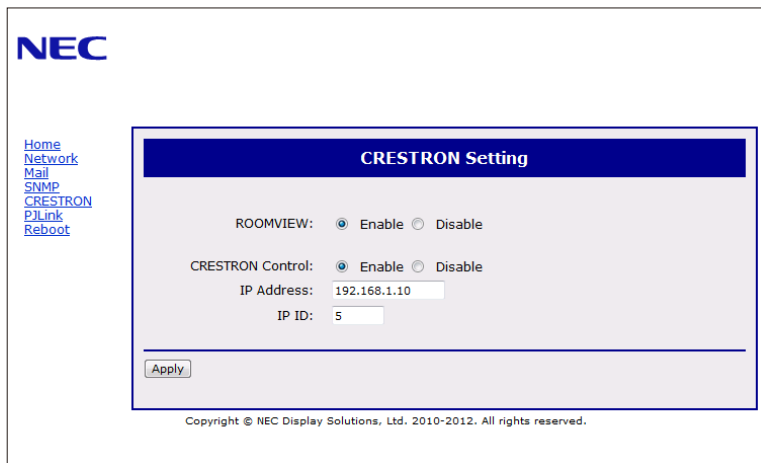 NEC
Home
Network
Mail
SNMP
CRESTRON
PJLink
Reboot
CRESTRON Setting
ROOMVIEW: Enable Disable
CRESTRON Control: Enable Disable
IP Address: 192.168.1.10
IP ID: 5
Apply
Copyright © NEC Display Solutions, Ltd. 2010-2012. All rights reserved.